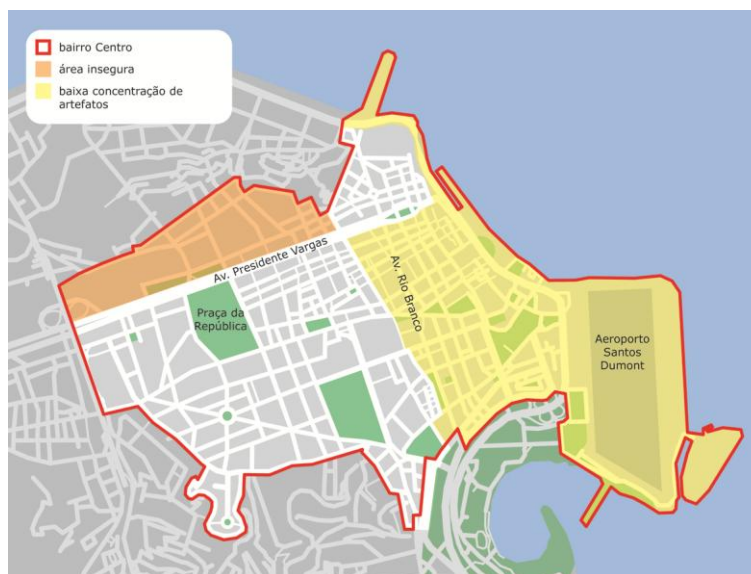 bairro Centro
área insegura
baixa concentração de
artefatos
Av. Presidente Vargas
Av. Rio Branco
Praça da
República
Aeroporto
Santos
Dumont